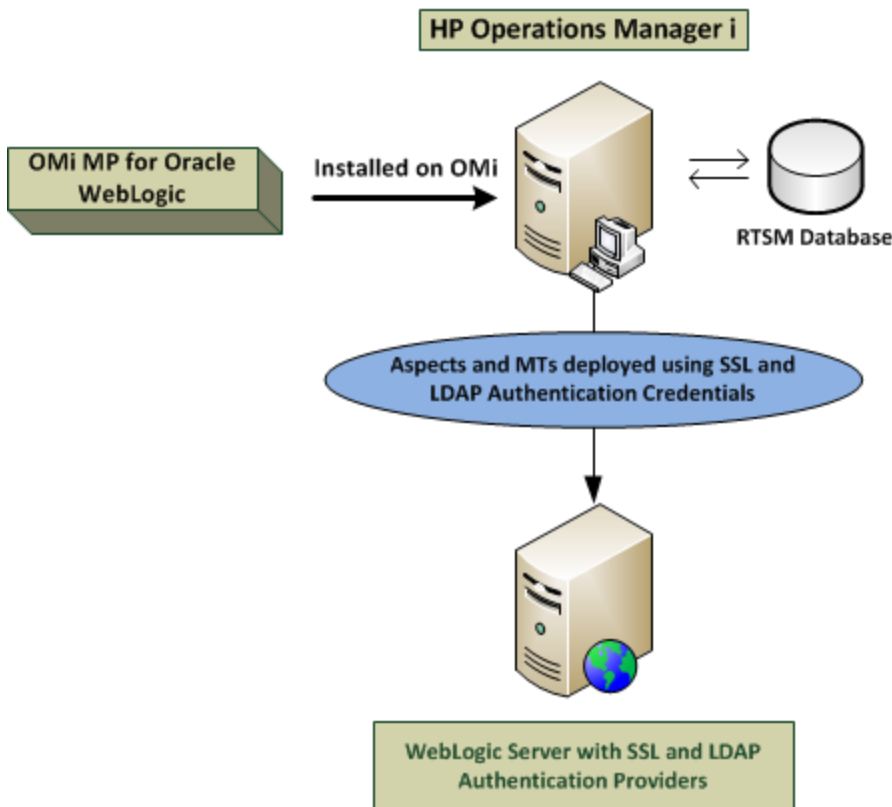 HP Operations Manager i
OMi MP for Oracle
WebLogic
Installed on OMi
RTSM Database
Aspects and MTs deployed using SSL and
LDAP Authentication Credentials
WebLogic Server with SSL and LDAP
Authentication Providers